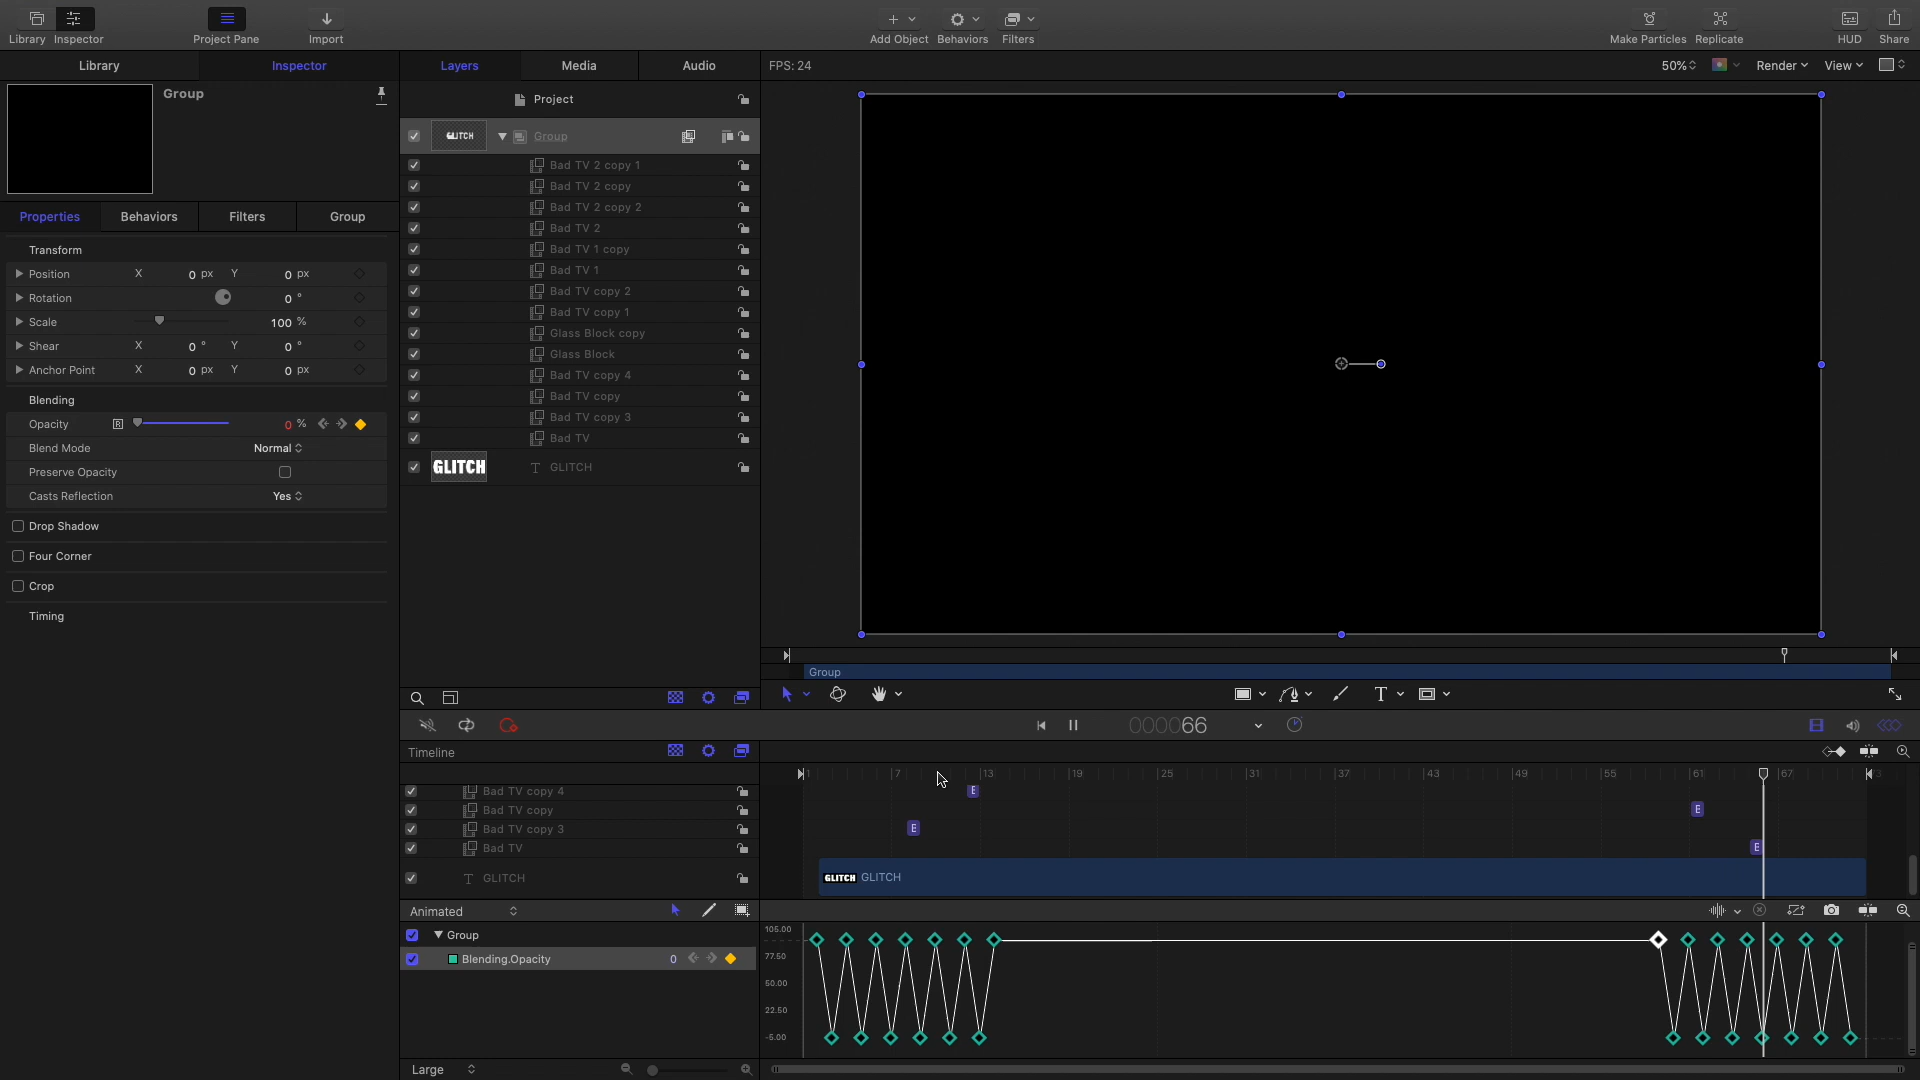 Library Inspector
Project Pane
Import
Add Object Behaviors Filters
Make Particles Replicate
HUD Share
Library Inspector
Layers Media Audio
FPS: 24
50% Render View
Group
Project
GLITCH Group
Bad TV 2 copy 1
Bad TV 2 copy
Bad TV 2 copy 2
Bad TV 2
Bad TV 1 copy
Bad TV 1
Bad TV copy 2
Bad TV copy 1
Glass Block copy
Glass Block
Bad TV copy 4
Bad TV copy
Bad TV copy 3
Bad TV
GLITCH T GLITCH
Properties Behaviors Filters Group
Transform
Position X 0 px Y 0 px
Rotation 0 °
Scale 100 %
Shear X 0 ° Y 0 °
Anchor Point X 0 px Y 0 px
Blending
Opacity R 0 %
Blend Mode Normal
Preserve Opacity
Casts Reflection Yes
Drop Shadow
Four Corner
Crop
Timing
Group
T
000066
Timeline
1 7 13 19 25 31 37 43 49 55 61 67 3
Bad TV copy 4
Bad TV copy
Bad TV copy 3
Bad TV
T GLITCH
E
E
E
E
GLITCH GLITCH
Animated
Group
Blending.Opacity 0
105.00
77.50
50.00
22.50
-5.00
Large